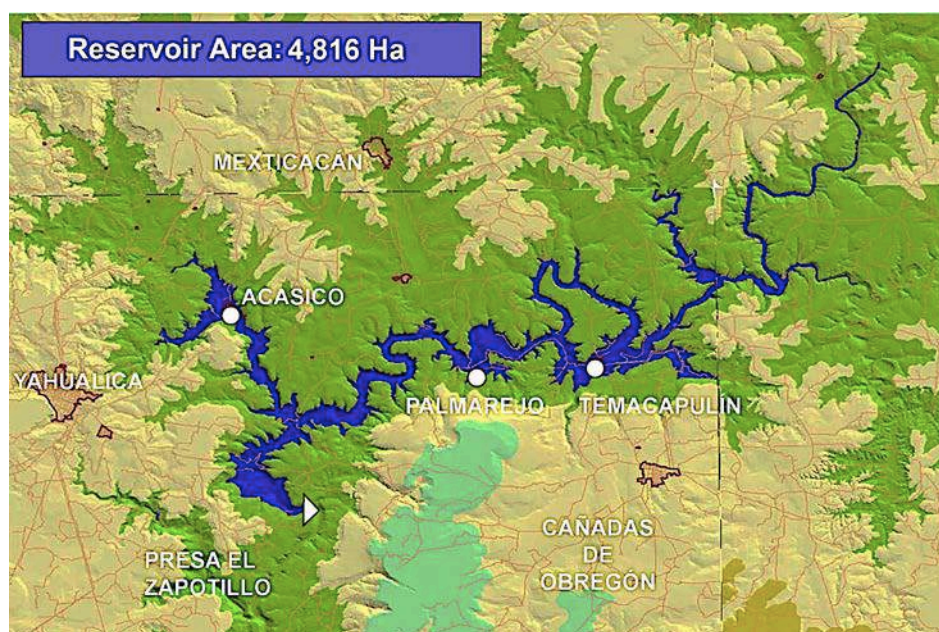 Reservoir Area: 4,816 Ha
MEXTICACAN
ACASICO
YAHUALICA
PALMAREJO
TEMACAPULIN
PRESA EL
ZAPOTILLO
CAÑADAS
DE
OBREGÓN